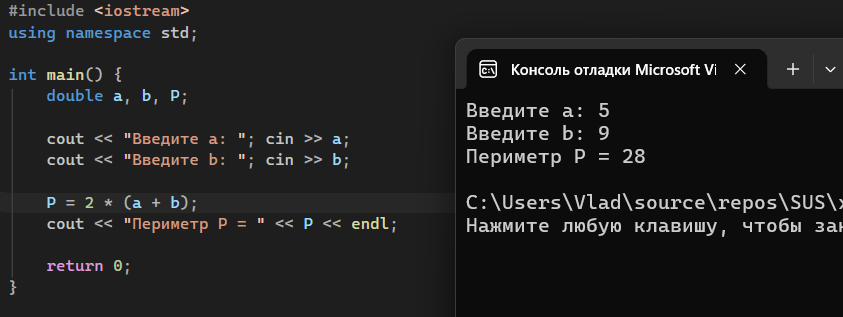 #include <iostream>
using namespace std;
int main() {
double a, b, P;
cout << "Введите a: "; cin >> a;
cout << "Введите b: "; cin >> b;
P = 2 * (a + b);
cout << "Периметр P = " << P << endl;
return 0;
}
Консоль отладки Microsoft Vi
Введите a: 5
Введите b: 9
Периметр P = 28
C:\Users\Vlad\source\repos\SUS\
Нажмите любую клавишу, чтобы